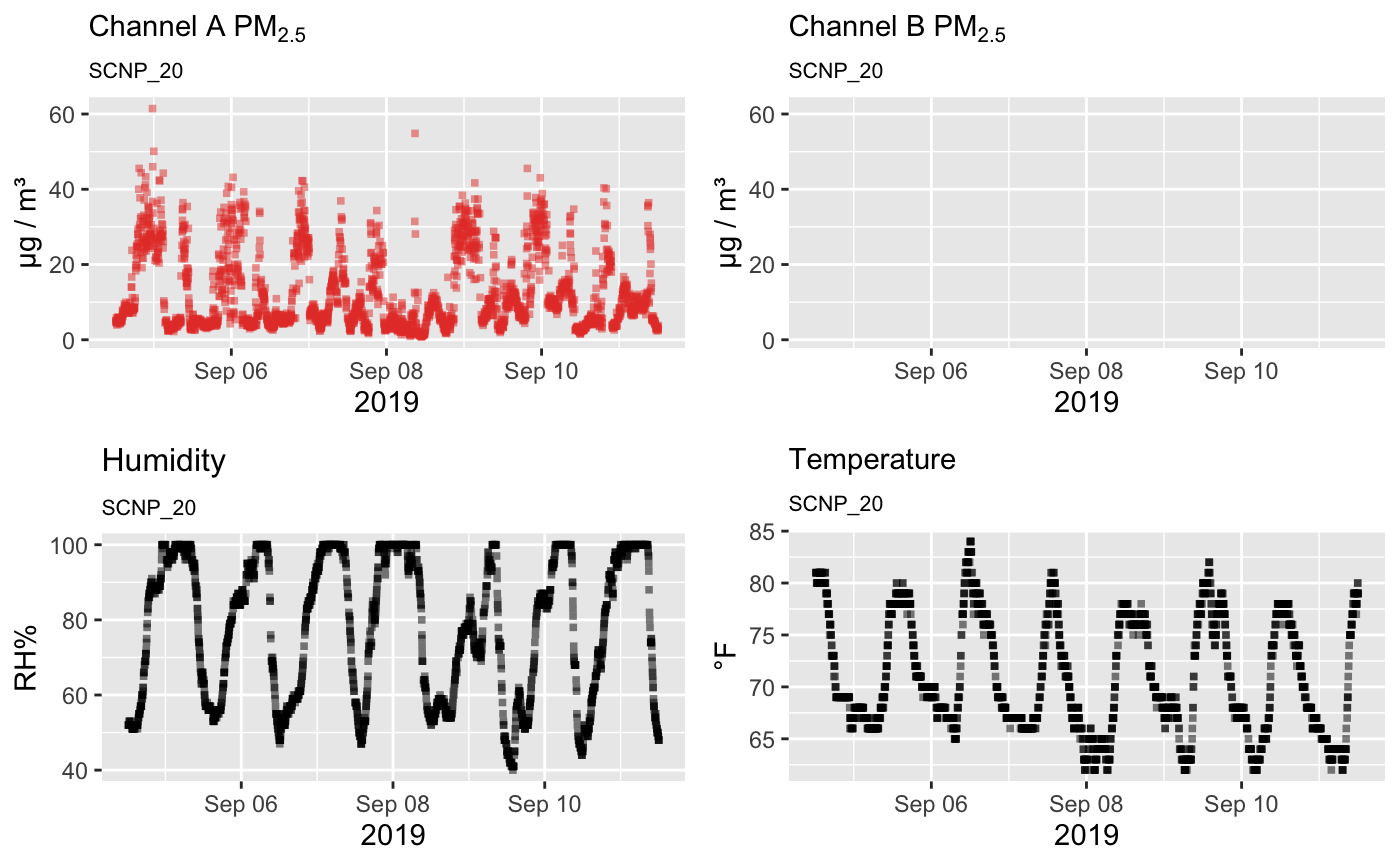 Channel A PM2.5
SCNP_20
60
40
20
0
µg / m³
Sep 06 Sep 08 Sep 10
2019
Channel B PM2.5
SCNP_20
60
40
20
0
µg / m³
Sep 06 Sep 08 Sep 10
2019
Humidity
SCNP_20
100
80
60
40
RH%
Sep 06 Sep 08 Sep 10
2019
Temperature
SCNP_20
85
80
75
70
65
°F
Sep 06 Sep 08 Sep 10
2019